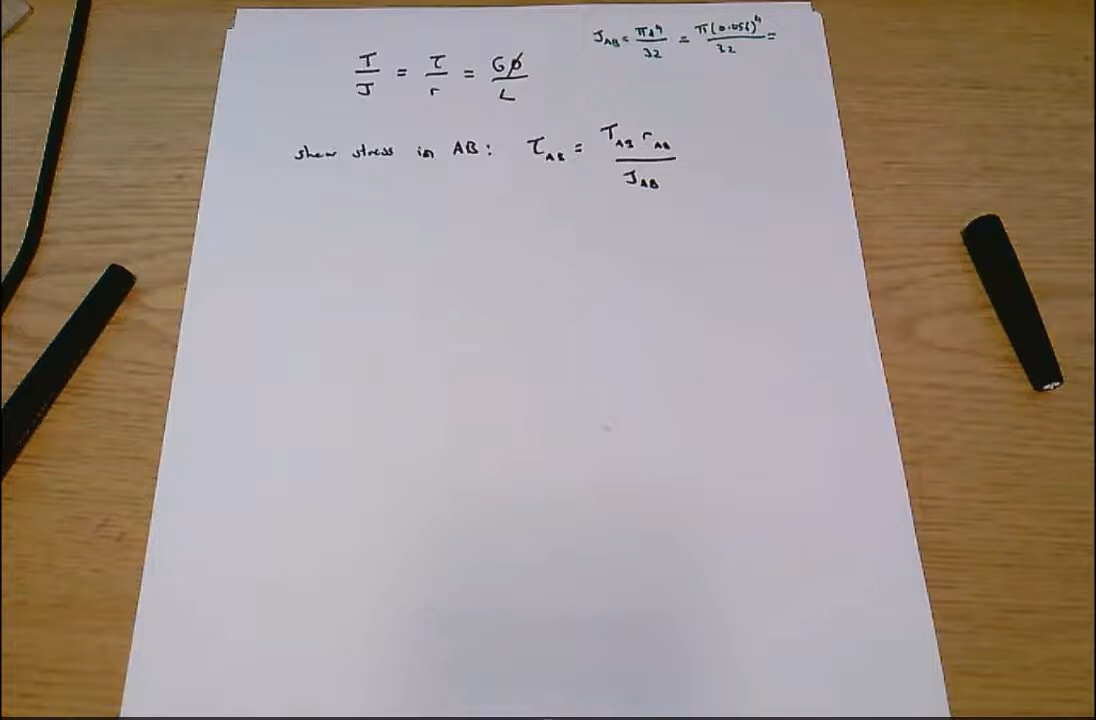 J_AB = πd⁴/32 = π(0.056)⁴/32 =
T/J = τ/r = Gϕ/L
shear stress in AB: τ_AB = T_AB r_AB / J_AB